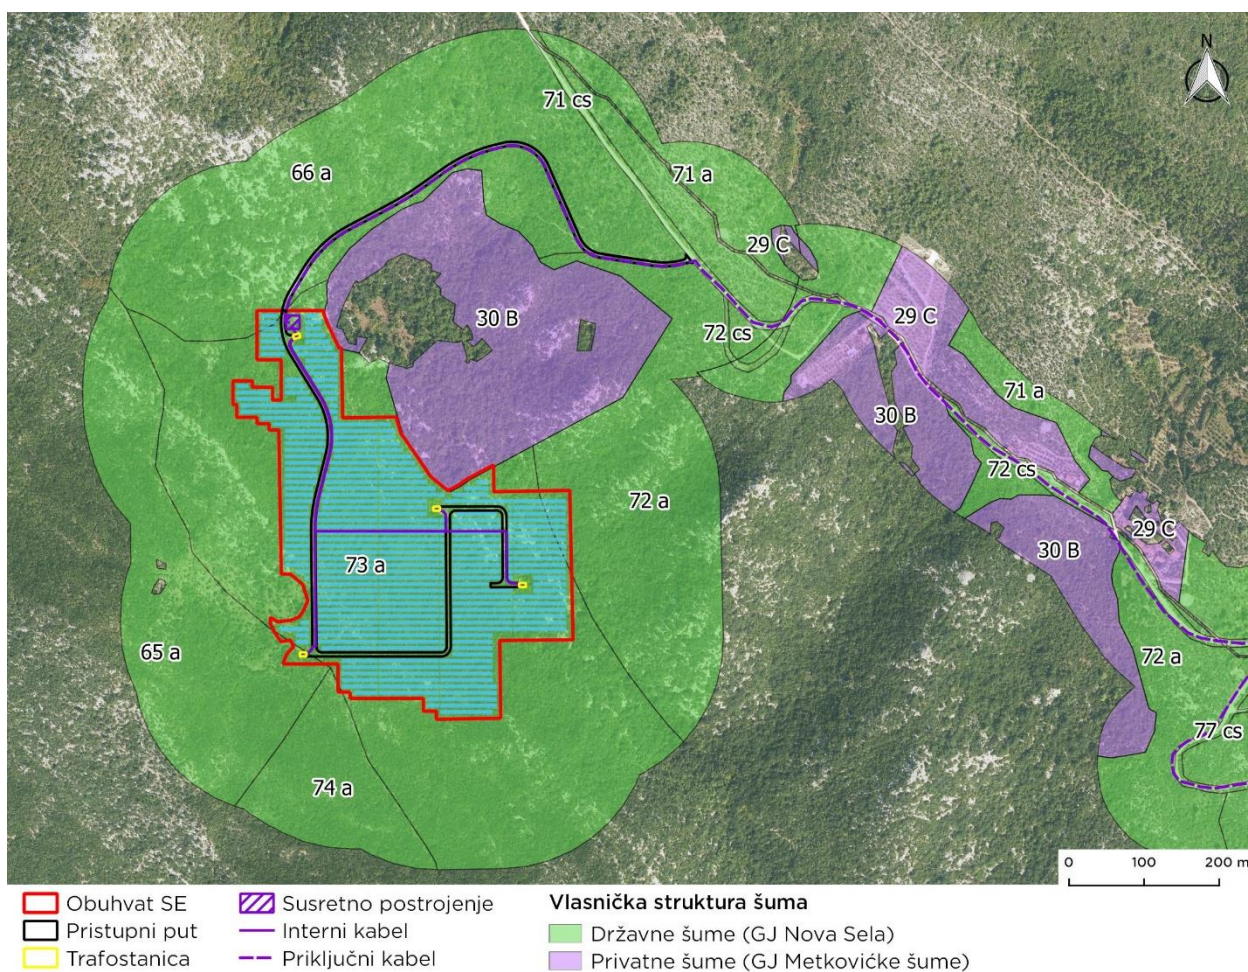 N
71 cs
71 a
66 a
29 C
30 B
72 cs
29 C
71 a
30 B
72 cs
72 a
29 C
30 B
73 a
65 a
72 a
77 cs
74 a
0 100 200 m
Obuhvat SE
Pristupni put
Trafostanica
Susretno postrojenje
Interni kabel
Priključni kabel
Vlasnička struktura šuma
Državne šume (GJ Nova Sela)
Privatne šume (GJ Metkovićke šume)